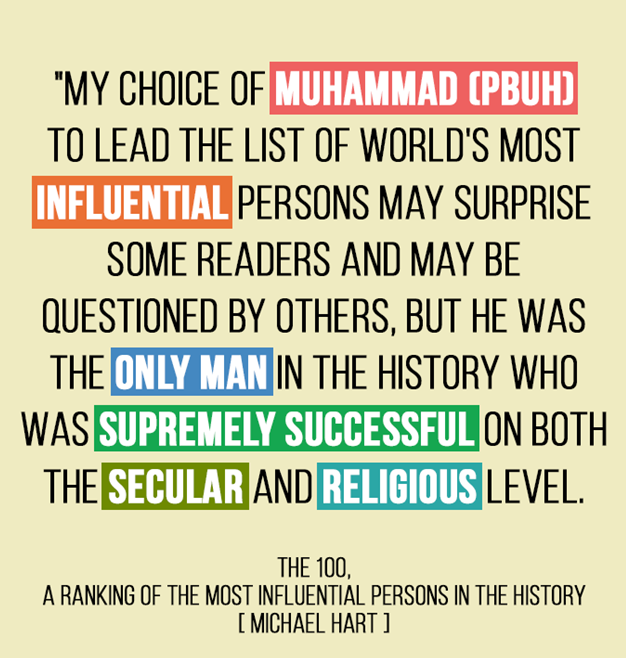 "MY CHOICE OF MUHAMMAD (PBUH)
TO LEAD THE LIST OF WORLD'S MOST
INFLUENTIAL PERSONS MAY SURPRISE
SOME READERS AND MAY BE
QUESTIONED BY OTHERS, BUT HE WAS
THE ONLY MAN IN THE HISTORY WHO
WAS SUPREMELY SUCCESSFUL ON BOTH
THE SECULAR AND RELIGIOUS LEVEL.
THE 100,
A RANKING OF THE MOST INFLUENTIAL PERSONS IN THE HISTORY
[ MICHAEL HART ]